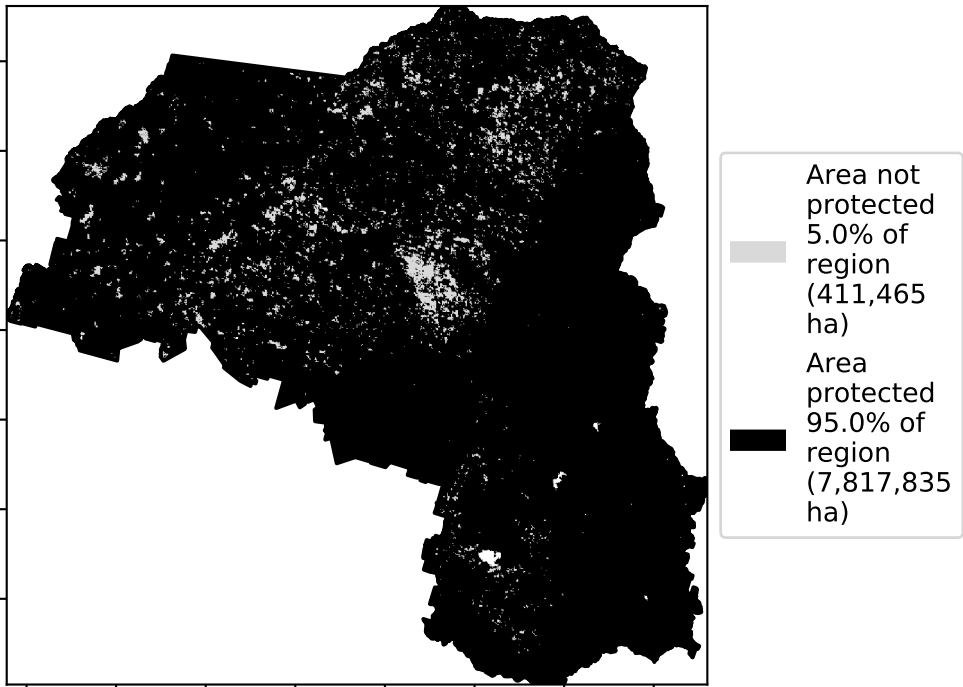 Area not
protected
5.0% of
region
(411,465
ha)
Area
protected
95.0% of
region
(7,817,835
ha)